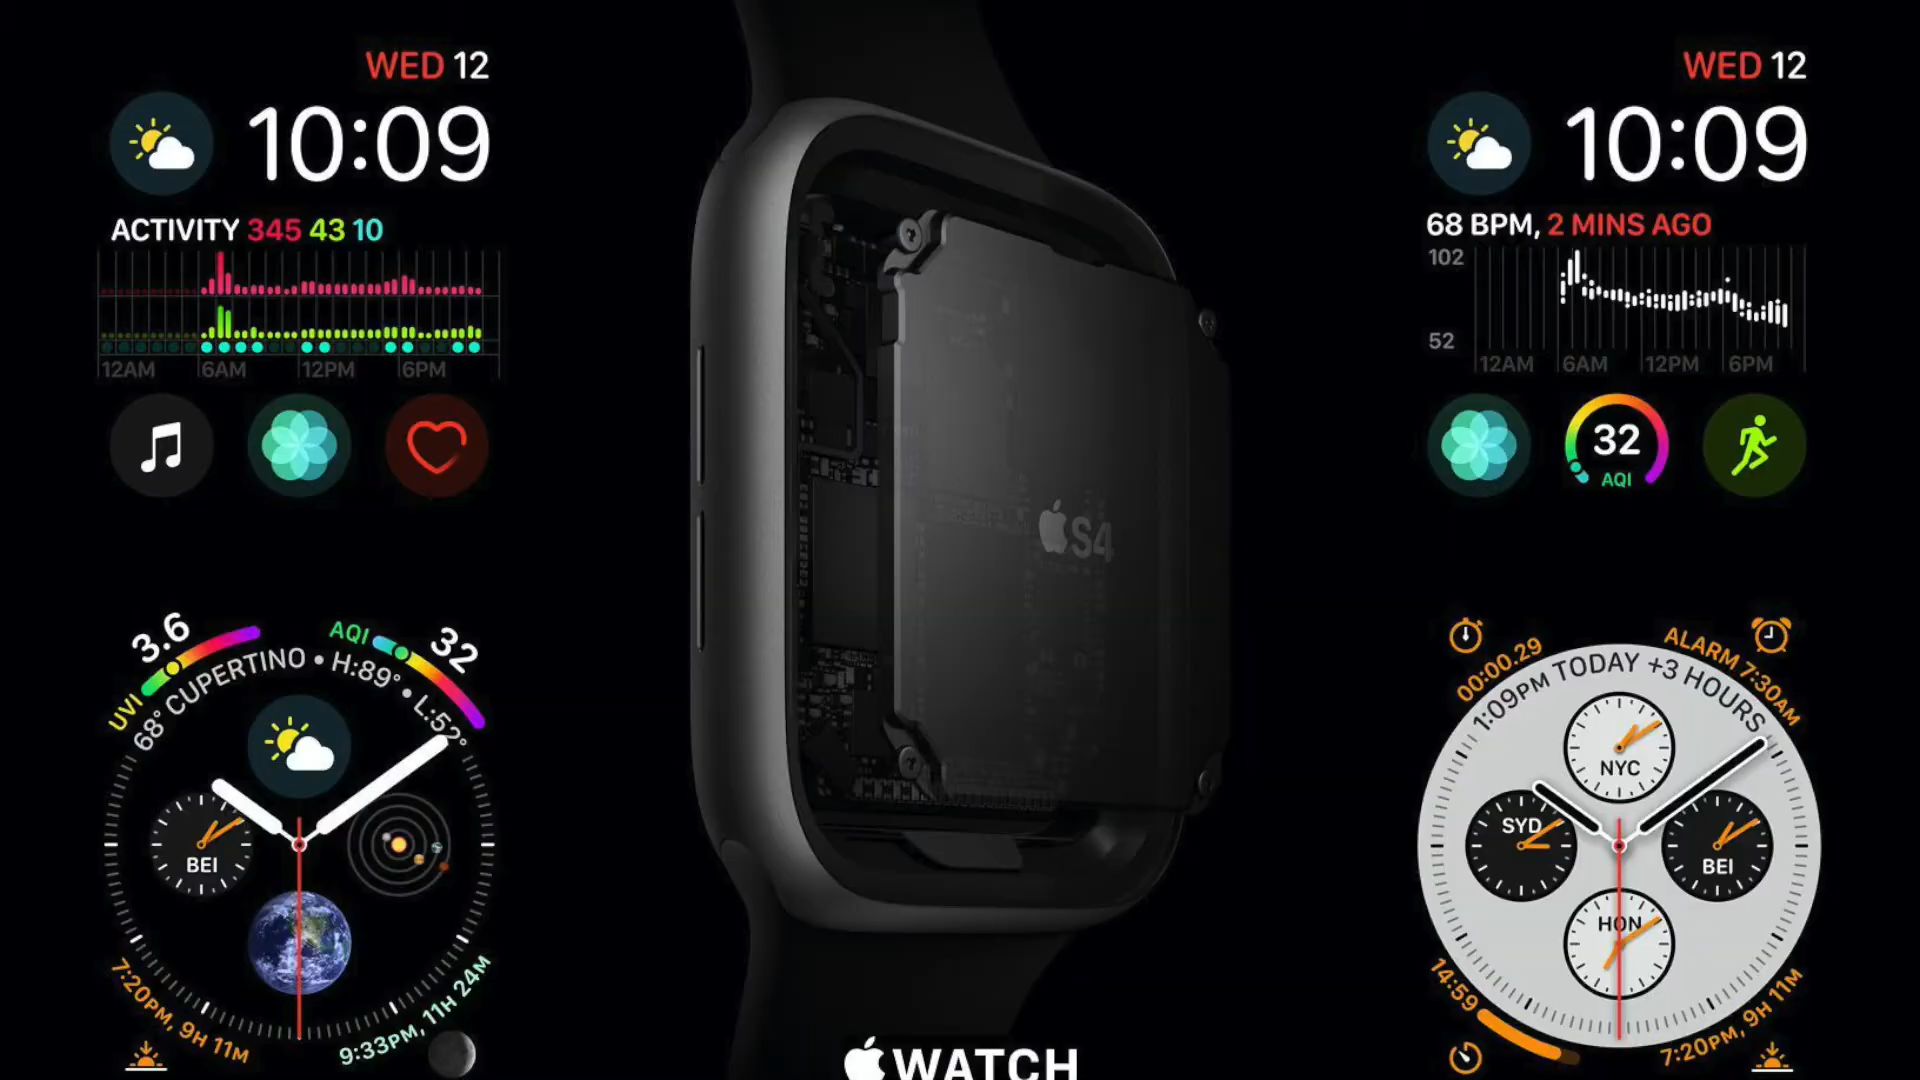 WED 12
10:09
ACTIVITY 345 43 10
12AM 6AM 12PM 6PM
WED 12
10:09
68 BPM, 2 MINS AGO
102
52
12AM 6AM 12PM 6PM
32
AQI
S4
UVI 3.6
AQI 32
68° CUPERTINO • H:89° • L:52°
BEI
7:20PM, 9H 11M
9:33PM, 11H 24M
00:00.29
ALARM 7:30AM
1:09PM TODAY +3 HOURS
NYC
SYD
BEI
HON
14:59
7:20PM, 9H 11M
WATCH